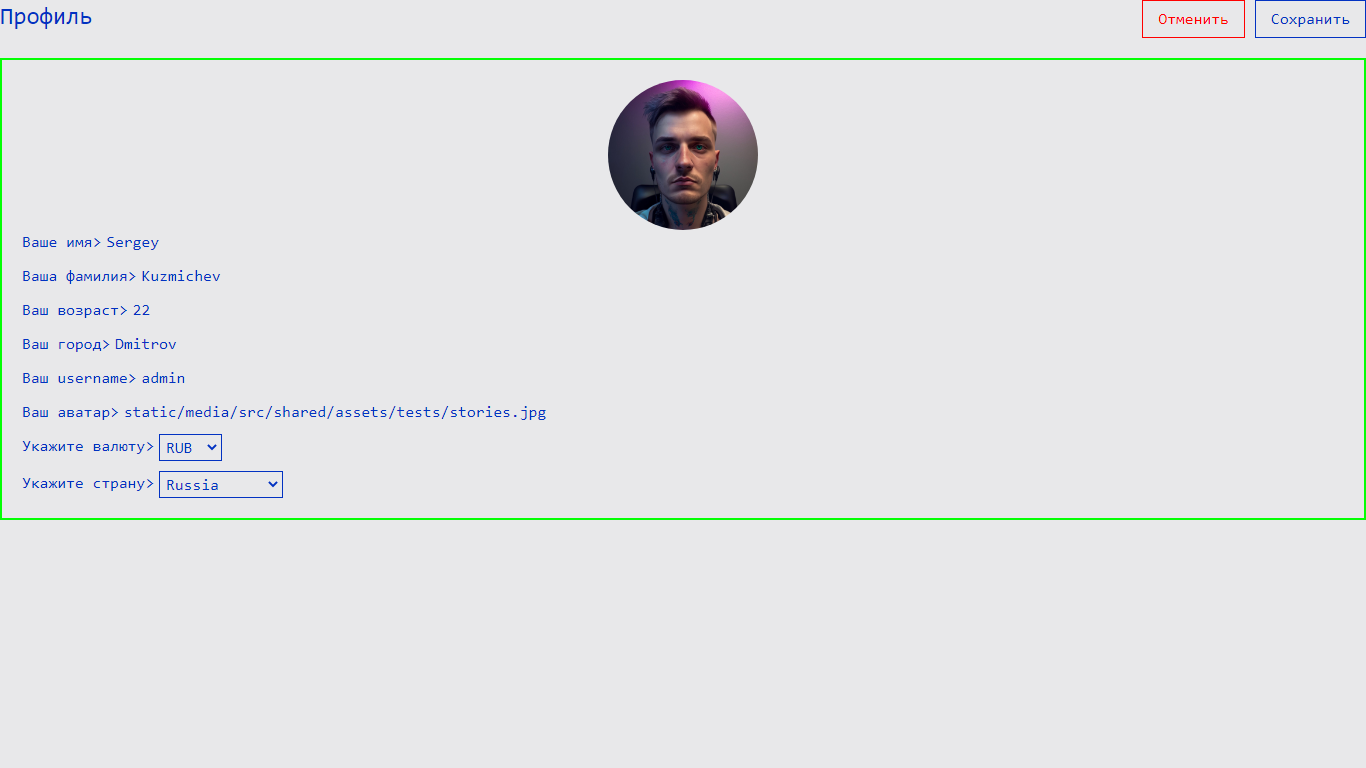 Профиль
Отменить
Сохранить
Ваше имя> Sergey
Ваша фамилия> Kuzmichev
Ваш возраст> 22
Ваш город> Dmitrov
Ваш username> admin
Ваш аватар> static/media/src/shared/assets/tests/stories.jpg
Укажите валюту> RUB
Укажите страну> Russia